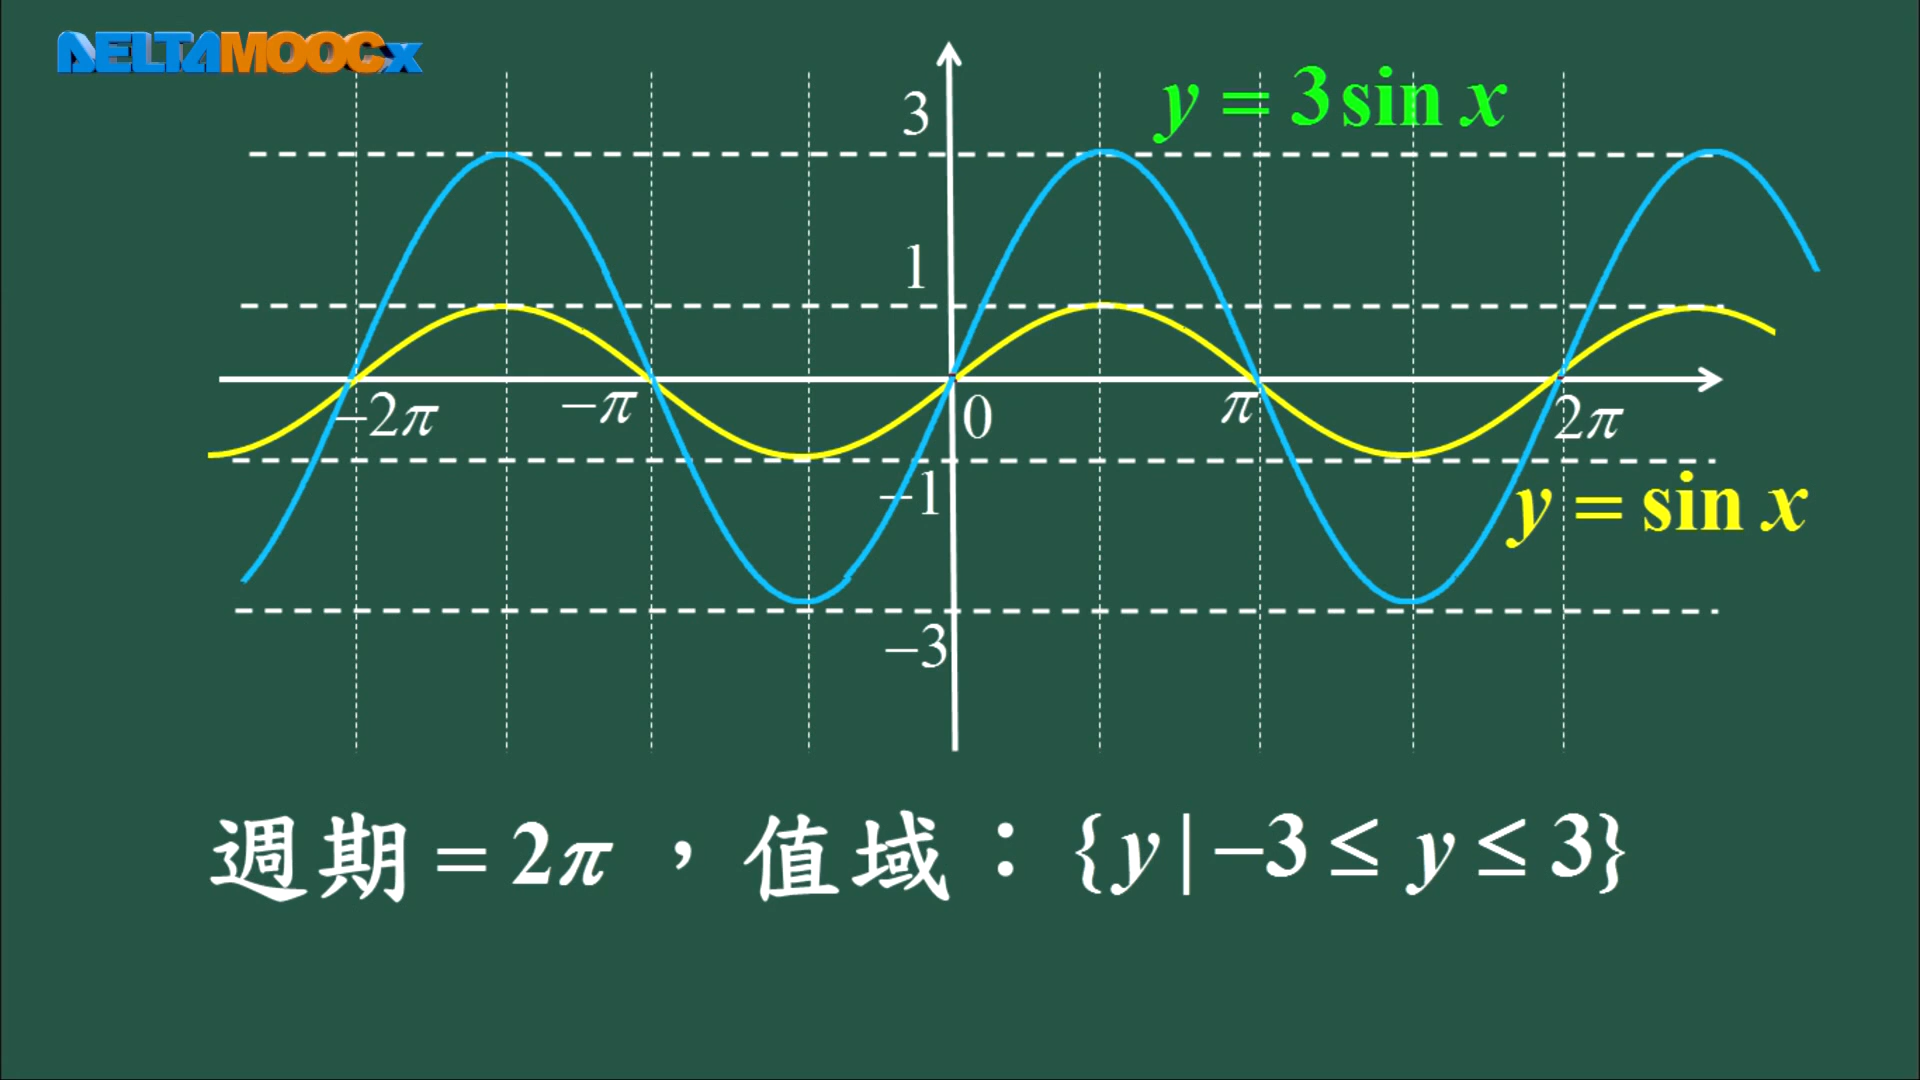 DELTAMOOCx
y = 3 sin x
3
1
−2π −π 0 π 2π
−1
y = sin x
−3
週期 = 2π ，值域：{y | −3 ≤ y ≤ 3}